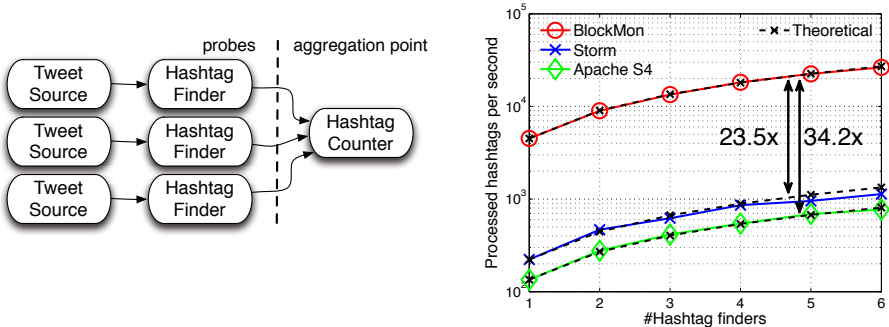 probes
aggregation point
Tweet
Source
Hashtag
Finder
Tweet
Source
Hashtag
Finder
Hashtag
Counter
Tweet
Source
Hashtag
Finder
Processed hashtags per second
10^5
10^4
10^3
10^2
BlockMon
Storm
Apache S4
Theoretical
23.5x
34.2x
1 2 3 4 5 6
#Hashtag finders